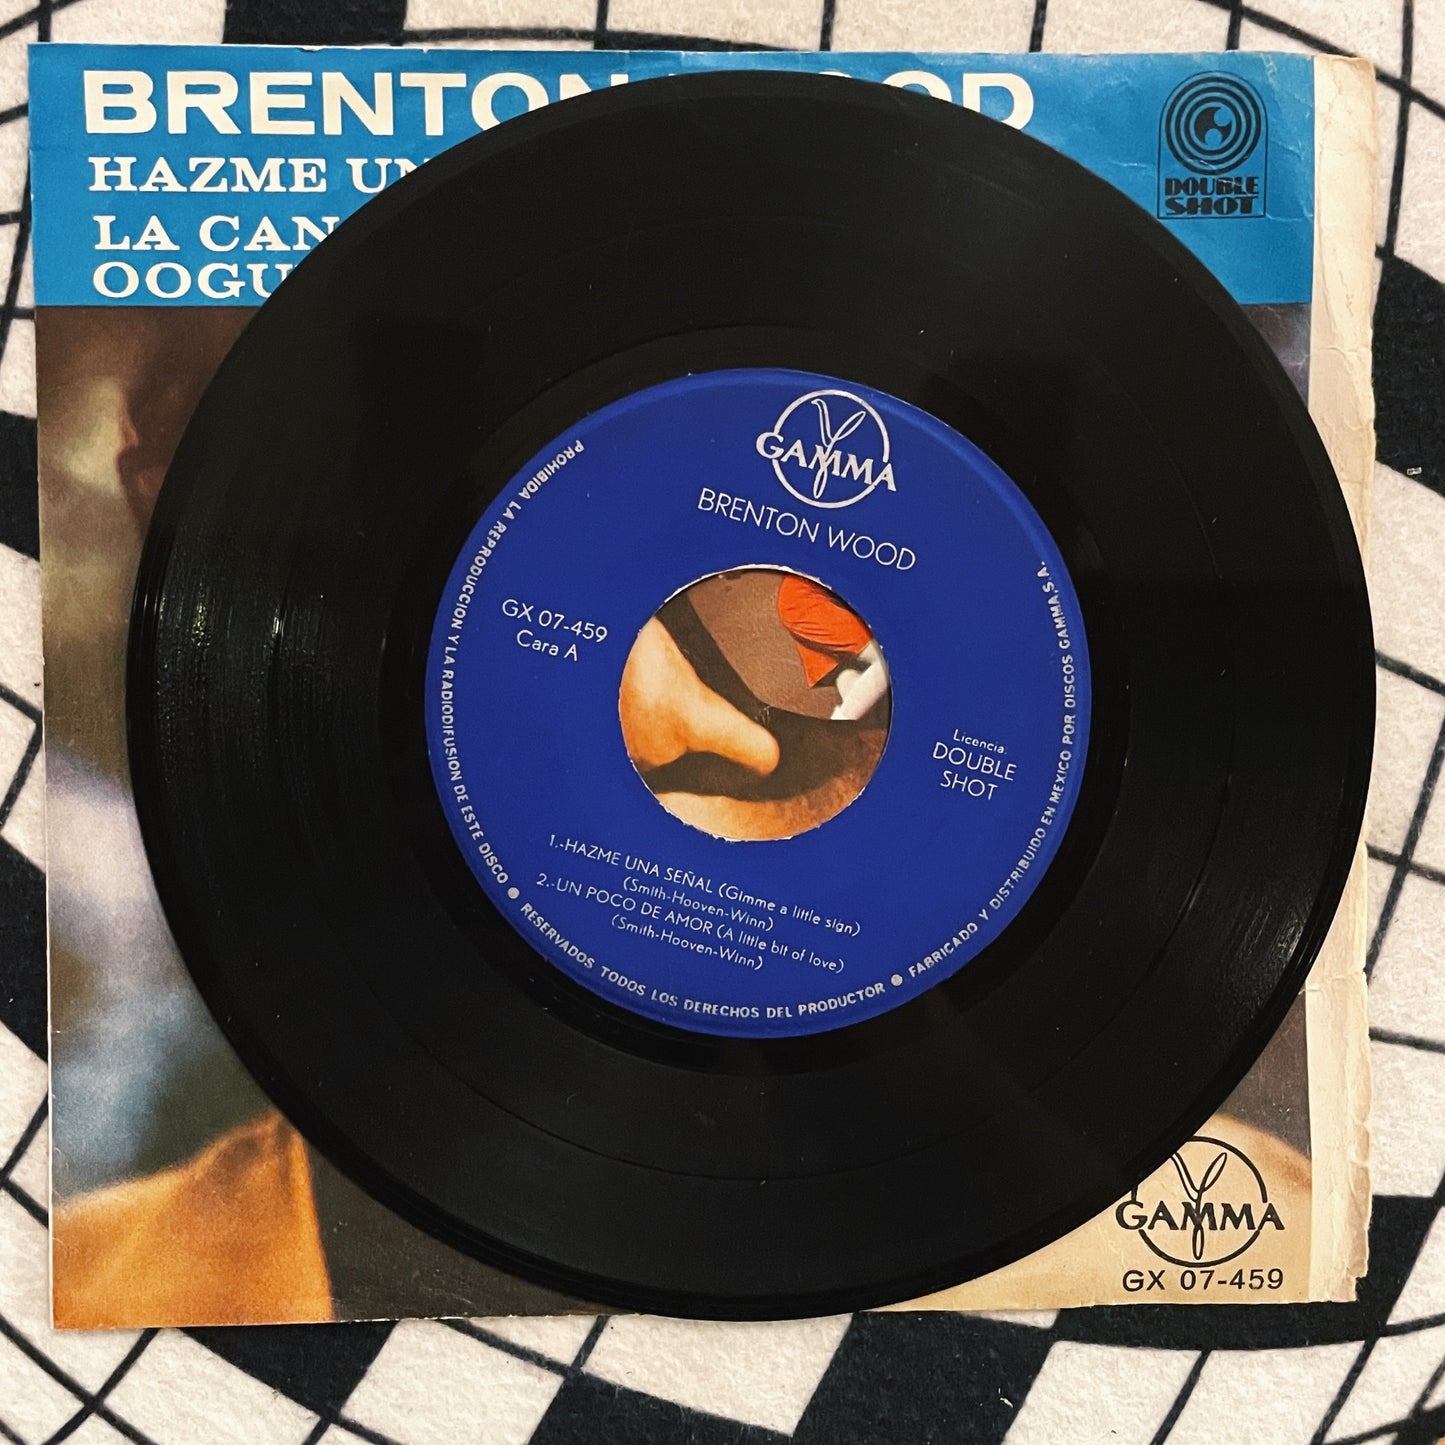 BRENTON WOOD
HAZME UN
LA CAN
OOGU
DOUBLE
SHOT
GAMMA
BRENTON WOOD
GX 07-459
Cara A
Licencia:
DOUBLE
SHOT
1.-HAZME UNA SEÑAL (Gimme a little sign)
(Smith-Hooven-Winn)
2.-UN POCO DE AMOR (A little bit of love)
(Smith-Hooven-Winn)
PROHIBIDA LA REPRODUCCION Y LA RADIODIFUSION DE ESTE DISCO ● RESERVADOS TODOS LOS DERECHOS DEL PRODUCTOR ● FABRICADO Y DISTRIBUIDO EN MEXICO POR DISCOS GAMMA, S.A.
GAMMA
GX 07-459